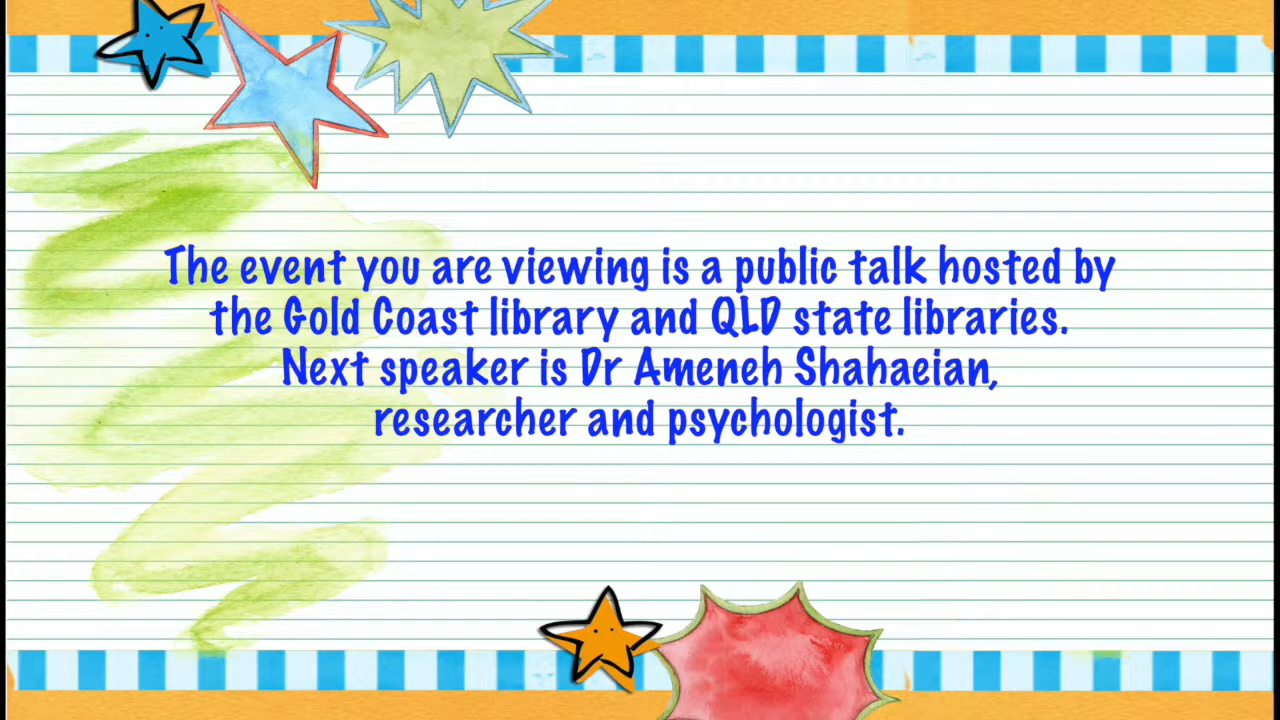 The event you are viewing is a public talk hosted by
the Gold Coast library and QLD state libraries.
Next speaker is Dr Ameneh Shahaeian,
researcher and psychologist.